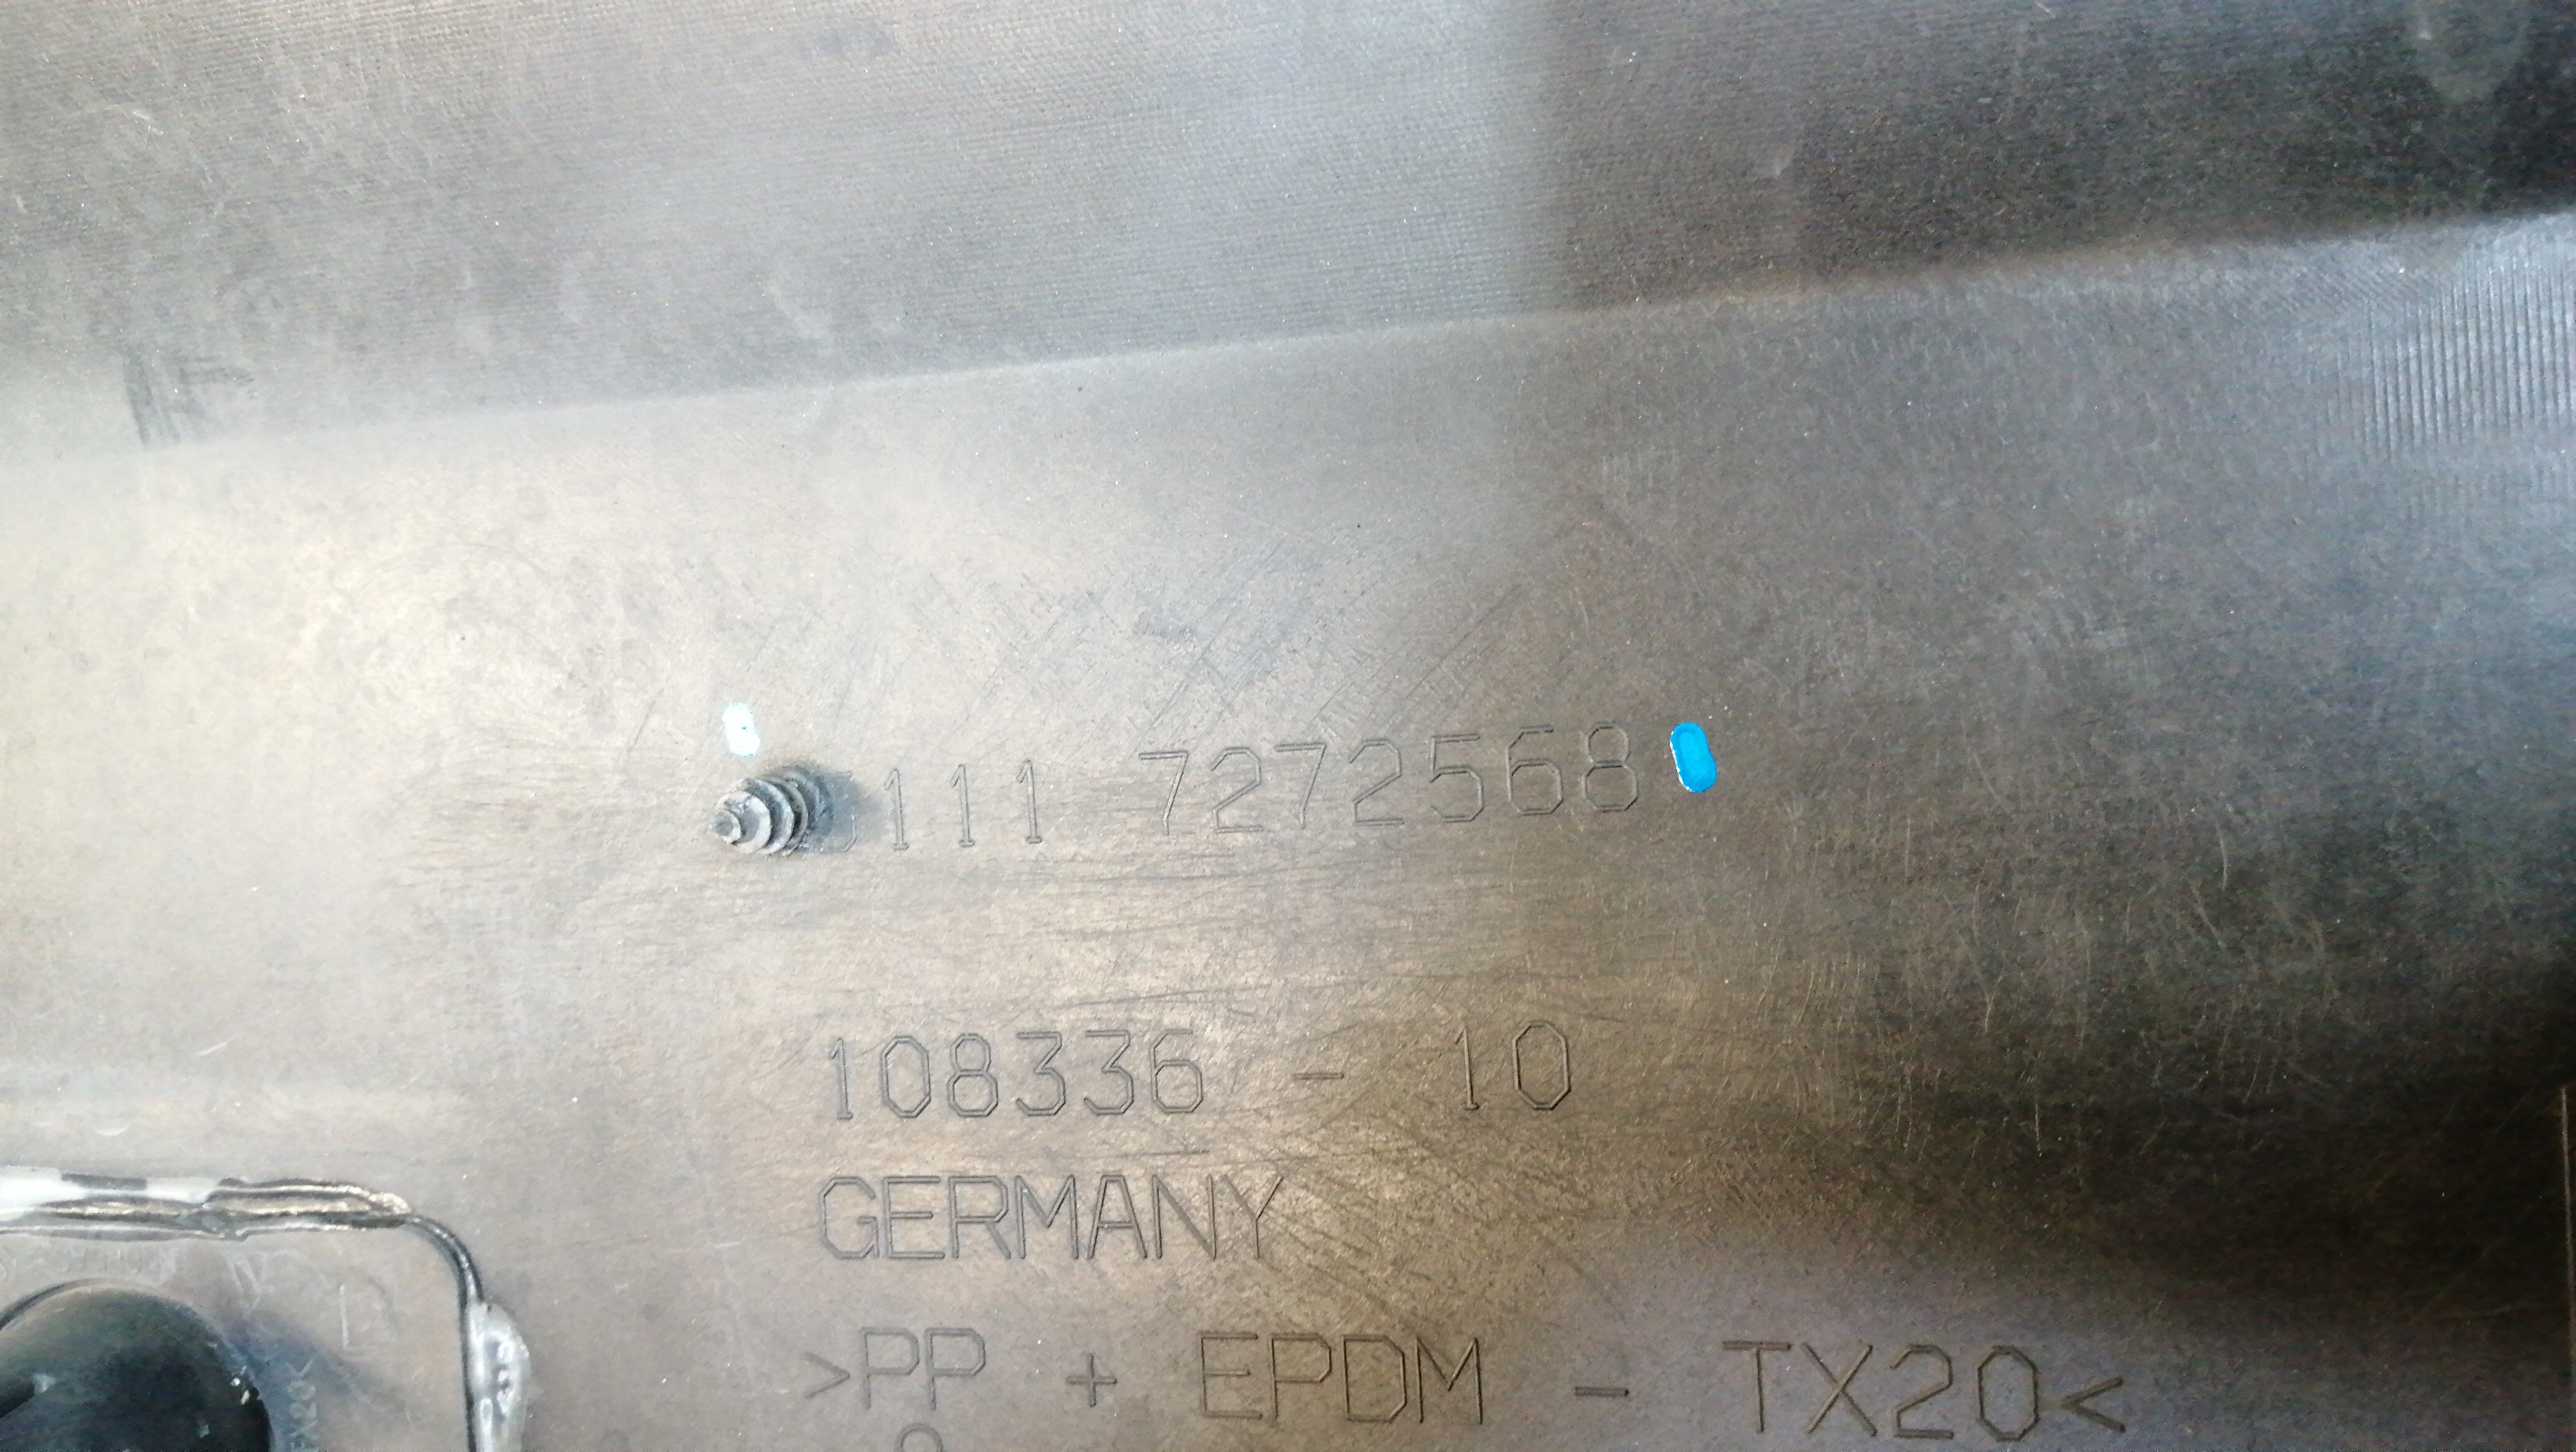 111 7272568
108336 - 10
GERMANY
>PP + EPDM - TX20<